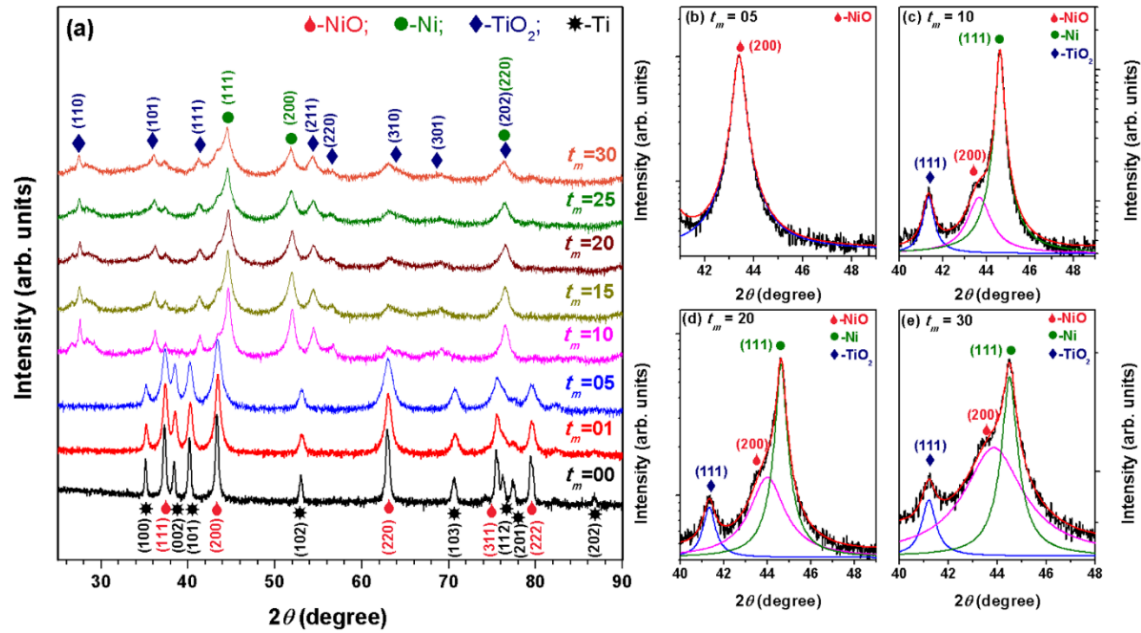 (a)
-NiO; -Ni; -TiO2; -Ti
(110)
(101)
(111)
(111)
(200)
(211)
(220)
(310)
(301)
(202)(220)
tm=30
tm=25
tm=20
tm=15
tm=10
tm=05
tm=01
tm=00
(100)
(111)
(002)
(101)
(200)
(102)
(220)
(103)
(311)
(112)
(201)
(222)
(202)
30 40 50 60 70 80 90
2θ (degree)
Intensity (arb. units)
(b) tm = 05
-NiO
(200)
Intensity (arb. units)
42 44 46 48
2θ (degree)
(c) tm = 10
-NiO
-Ni
-TiO2
(111)
(200)
(111)
Intensity (arb. units)
40 42 44 46 48
2θ (degree)
(d) tm = 20
-NiO
-Ni
-TiO2
(111)
(200)
(111)
Intensity (arb. units)
40 42 44 46 48
2θ (degree)
(e) tm = 30
-NiO
-Ni
-TiO2
(111)
(200)
(111)
Intensity (arb. units)
40 42 44 46 48
2θ (degree)